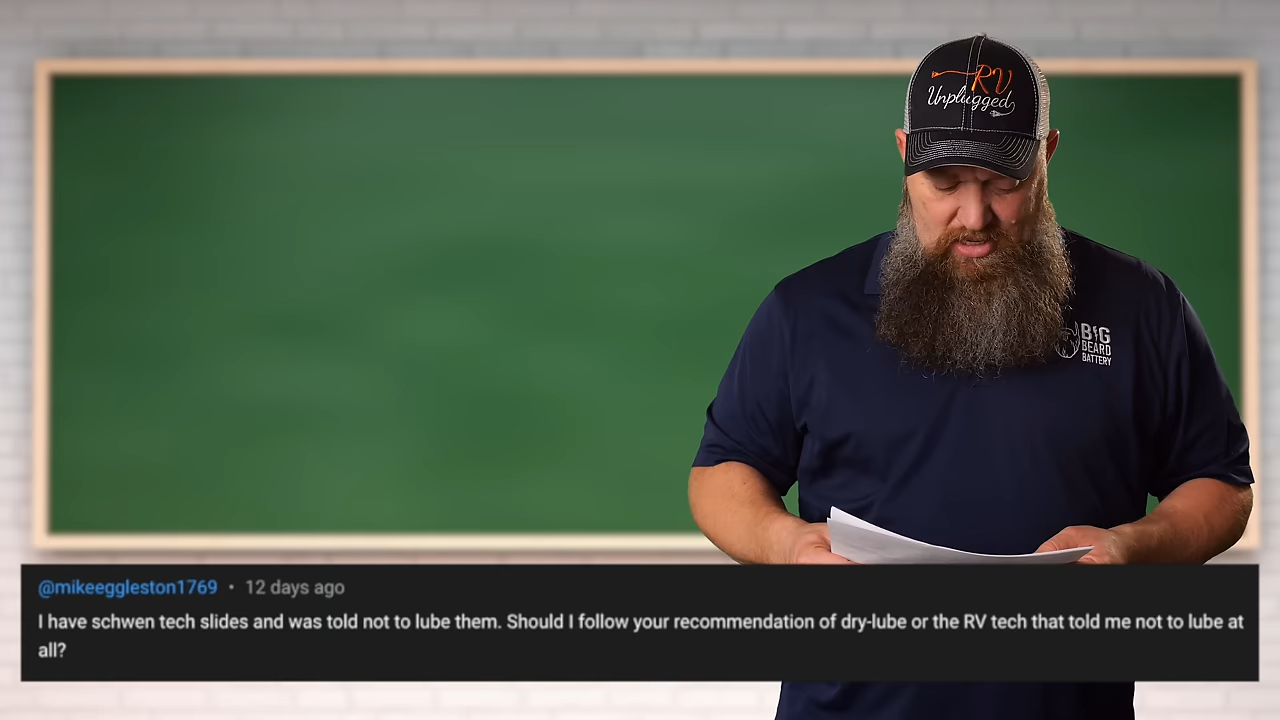 RV
Unplugged
BIG
BEARD
BATTERY
@mikeeggleston1769 • 12 days ago
I have schwen tech slides and was told not to lube them. Should I follow your recommendation of dry-lube or the RV tech that told me not to lube at
all?